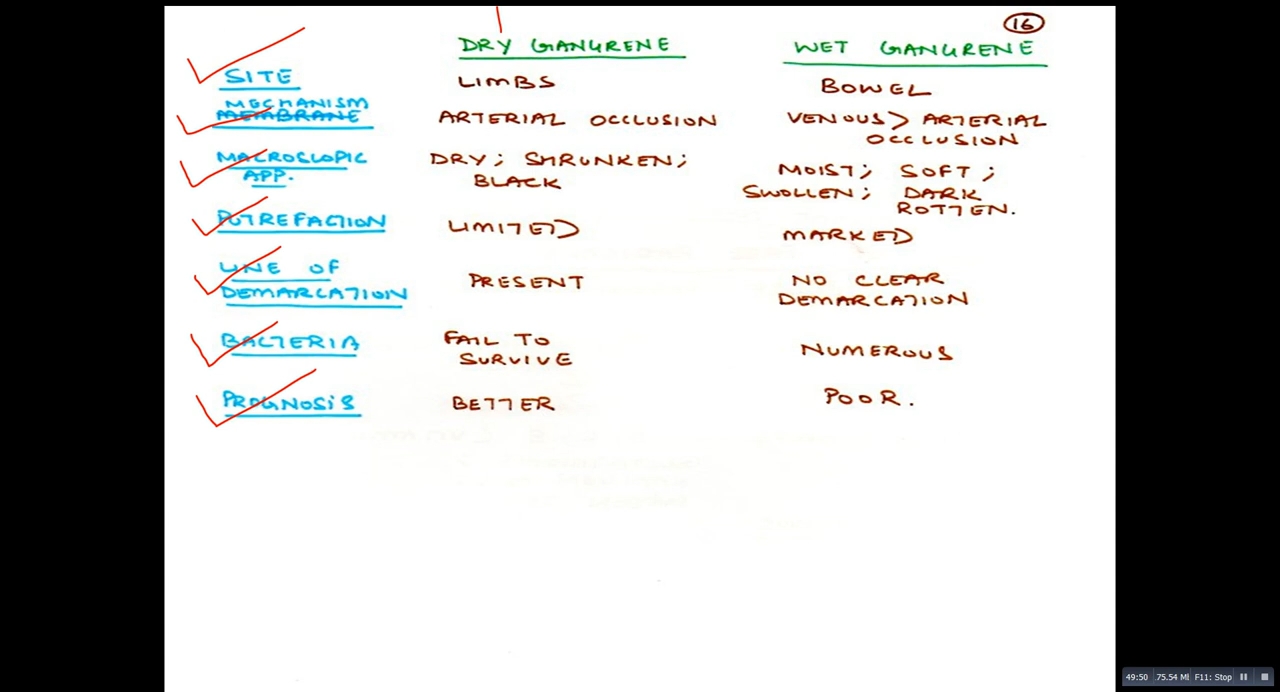 16
DRY GANGRENE WET GANGRENE
SITE LIMBS BOWEL
MECHANISM
MEMBRANE ARTERIAL OCCLUSION VENOUS > ARTERIAL
OCCLUSION
MACROSCOPIC DRY; SHRUNKEN; MOIST; SOFT;
APP. BLACK SWOLLEN; DARK
ROTTEN.
PUTREFACTION LIMITED MARKED
LINE OF PRESENT NO CLEAR
DEMARCATION DEMARCATION
BACTERIA FAIL TO NUMEROUS
SURVIVE
PROGNOSIS BETTER POOR.
49:50 75.54 MI F11: Stop